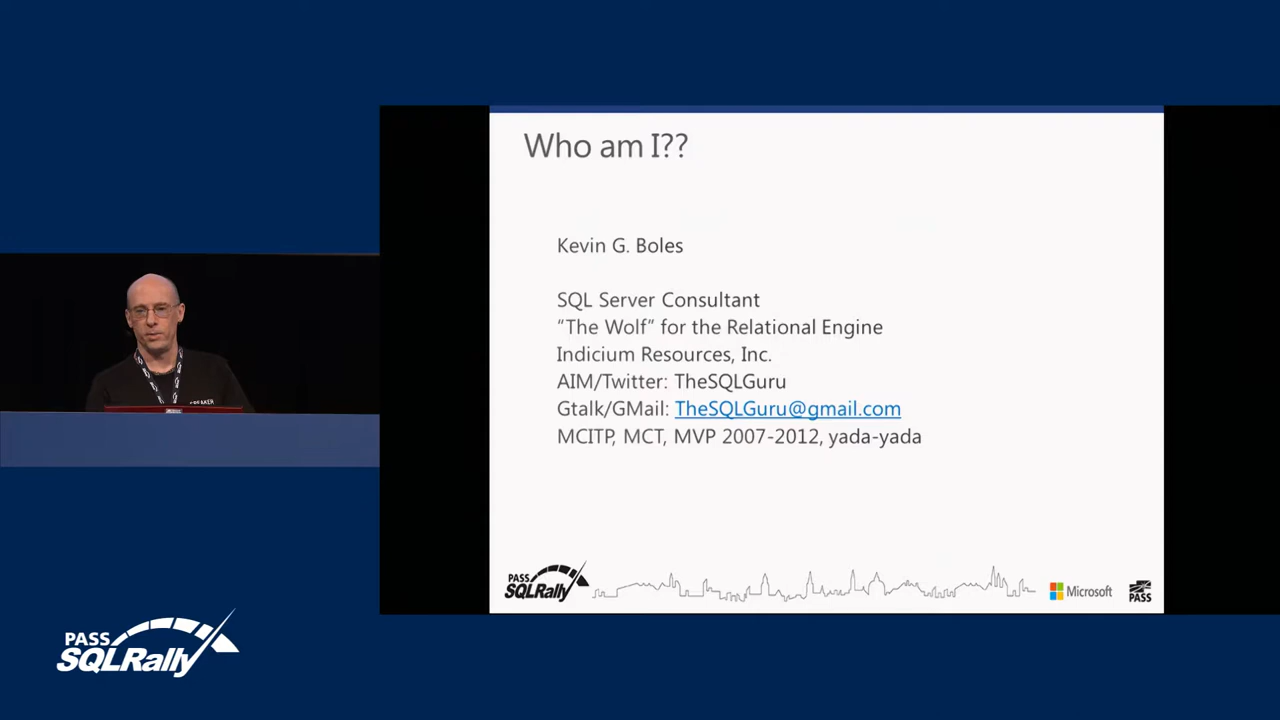 Who am I??
Kevin G. Boles
SQL Server Consultant
“The Wolf” for the Relational Engine
Indicium Resources, Inc.
AIM/Twitter: TheSQLGuru
Gtalk/GMail: TheSQLGuru@gmail.com
MCITP, MCT, MVP 2007-2012, yada-yada
PASS
SQLRally
Microsoft
PASS
SPEAKER
PASS
SQLRally